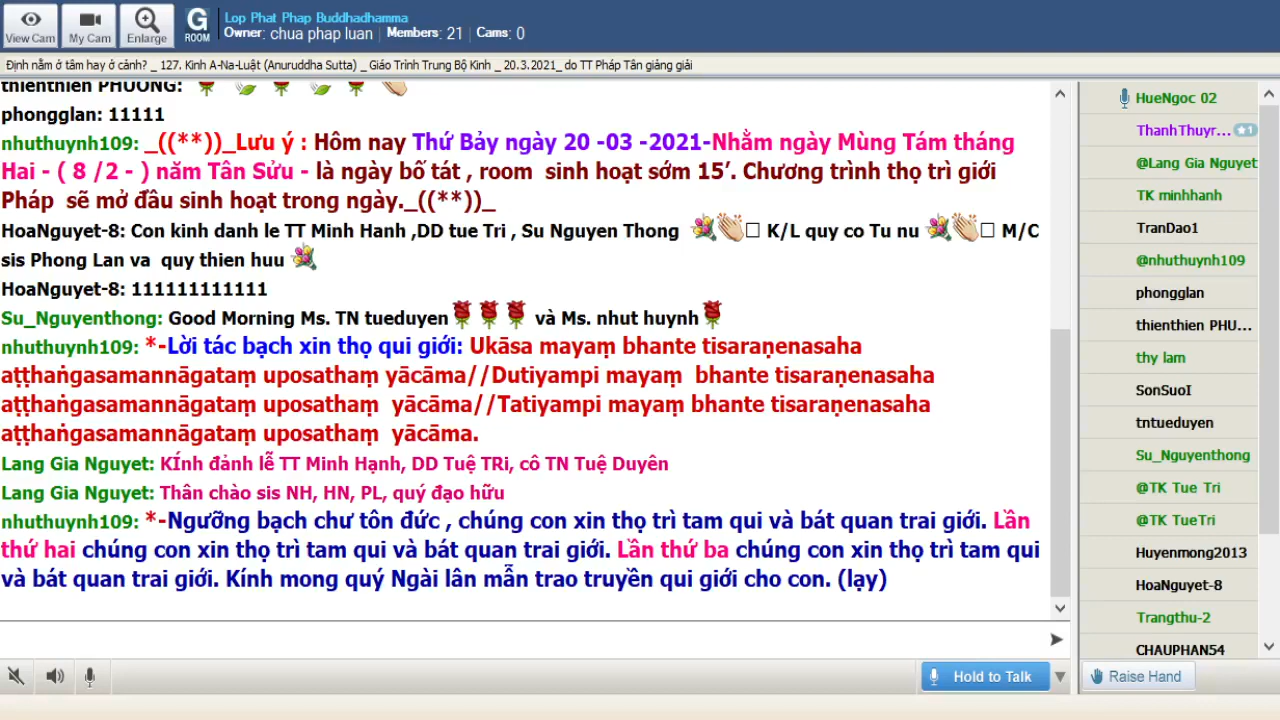 View Cam
My Cam
Enlarge
G
ROOM
Lop Phat Phap Buddhadhamma
Owner: chua phap luan | Members: 21 | Cams: 0
Định nằm ở tâm hay ở cảnh? _ 127. Kinh A-Na-Luật (Anuruddha Sutta) _ Giáo Trình Trung Bộ Kinh _ 20.3.2021_ do TT Pháp Tân giảng giải
thienthien PHUONG:
phongglan: 11111
nhuthuynh109: _((**))_Lưu ý : Hôm nay Thứ Bảy ngày 20 -03 -2021-Nhằm ngày Mùng Tám tháng
Hai - ( 8 /2 - ) năm Tân Sửu - là ngày bố tát , room sinh hoạt sớm 15’. Chương trình thọ trì giới
Pháp sẽ mở đầu sinh hoạt trong ngày._((**))_
HoaNguyet-8: Con kinh danh le TT Minh Hanh ,DD tue Tri , Su Nguyen Thong K/L quy co Tu nu M/C
sis Phong Lan va quy thien huu
HoaNguyet-8: 111111111111
Su_Nguyenthong: Good Morning Ms. TN tueduyen và Ms. nhut huynh
nhuthuynh109: *-Lời tác bạch xin thọ qui giới: Ukāsa mayaṃ bhante tisaraṇenasaha
aṭṭhaṅgasamannāgataṃ uposathaṃ yācāma//Dutiyampi mayaṃ bhante tisaraṇenasaha
aṭṭhaṅgasamannāgataṃ uposathaṃ yācāma//Tatiyampi mayaṃ bhante tisaraṇenasaha
aṭṭhaṅgasamannāgataṃ uposathaṃ yācāma.
Lang Gia Nguyet: KÍnh đảnh lễ TT Minh Hạnh, DD Tuệ TRi, cô TN Tuệ Duyên
Lang Gia Nguyet: Thân chào sis NH, HN, PL, quý đạo hữu
nhuthuynh109: *-Ngưỡng bạch chư tôn đức , chúng con xin thọ trì tam qui và bát quan trai giới. Lần
thứ hai chúng con xin thọ trì tam qui và bát quan trai giới. Lần thứ ba chúng con xin thọ trì tam qui
và bát quan trai giới. Kính mong quý Ngài lân mẫn trao truyền qui giới cho con. (lạy)
Hold to Talk
HueNgoc 02
ThanhThuyr... 1
@Lang Gia Nguyet
TK minhhanh
TranDao1
@nhuthuynh109
phongglan
thienthien PHU...
thy lam
SonSuoI
tntueduyen
Su_Nguyenthong
@TK Tue Tri
@TK TueTri
Huyenmong2013
HoaNguyet-8
Trangthu-2
CHAUPHAN54
Raise Hand